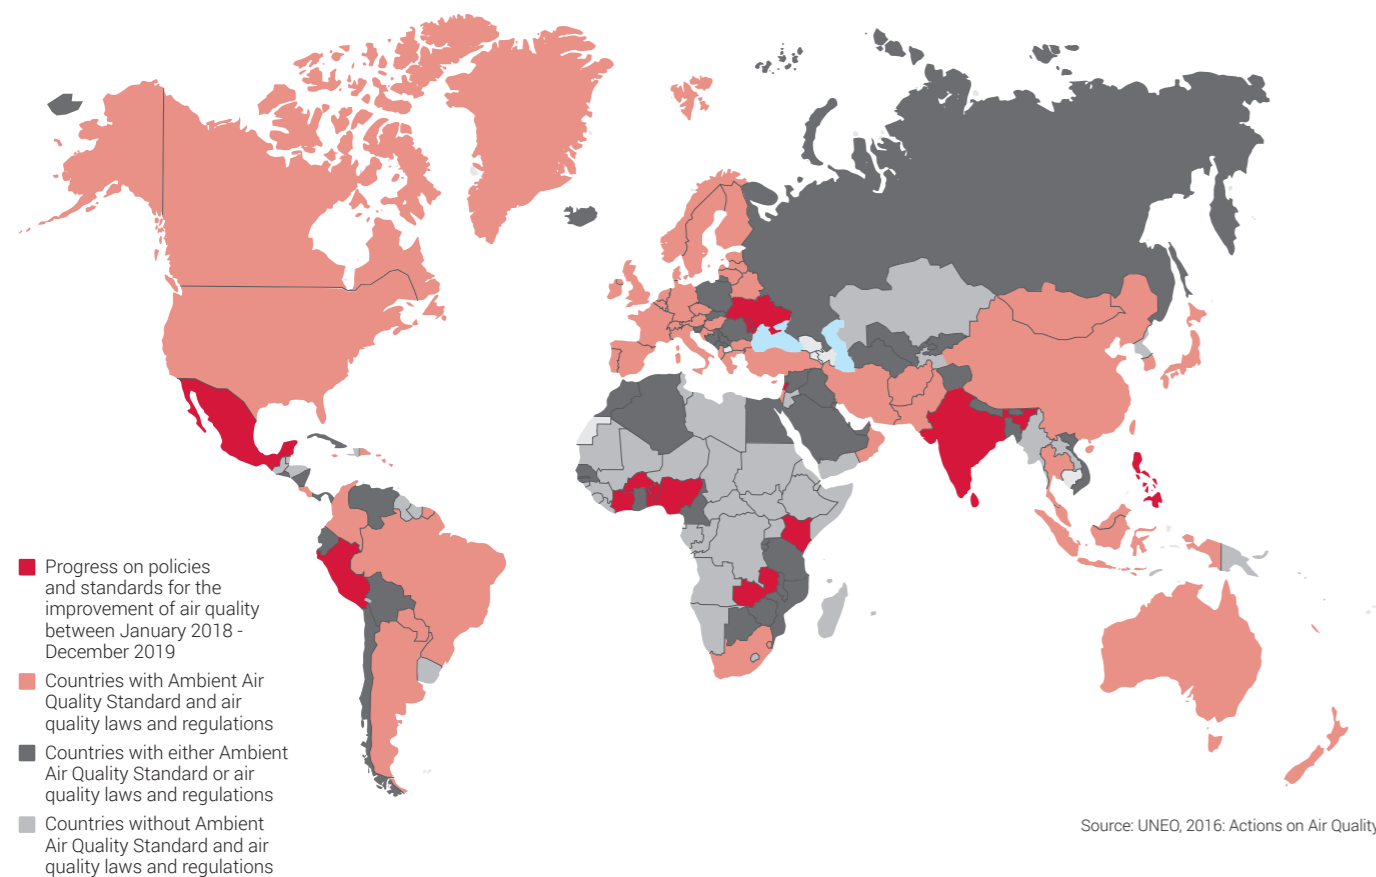 Progress on policies
and standards for the
improvement of air quality
between January 2018 -
December 2019
Countries with Ambient Air
Quality Standard and air
quality laws and regulations
Countries with either Ambient
Air Quality Standard or air
quality laws and regulations
Countries without Ambient
Air Quality Standard and air
quality laws and regulations
Source: UNEO, 2016: Actions on Air Quality